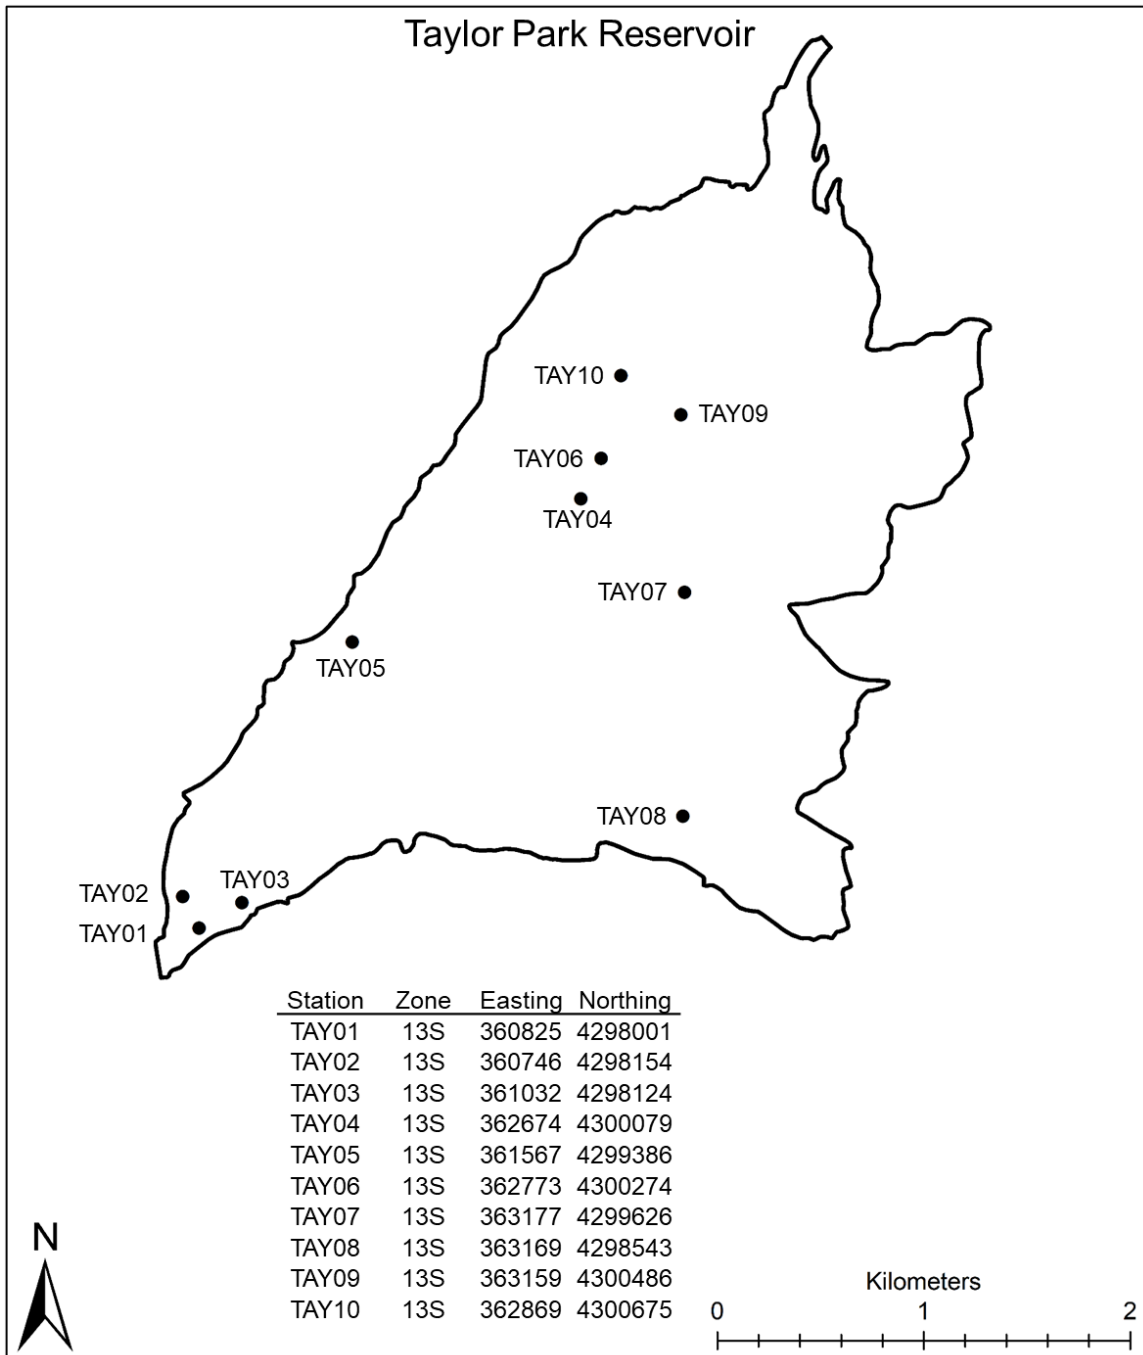 Taylor Park Reservoir
TAY10
TAY09
TAY06
TAY04
TAY07
TAY05
TAY08
TAY02
TAY03
TAY01
Station Zone Easting Northing
TAY01 13S 360825 4298001
TAY02 13S 360746 4298154
TAY03 13S 361032 4298124
TAY04 13S 362674 4300079
TAY05 13S 361567 4299386
TAY06 13S 362773 4300274
TAY07 13S 363177 4299626
TAY08 13S 363169 4298543
TAY09 13S 363159 4300486
TAY10 13S 362869 4300675
N
Kilometers
0 1 2